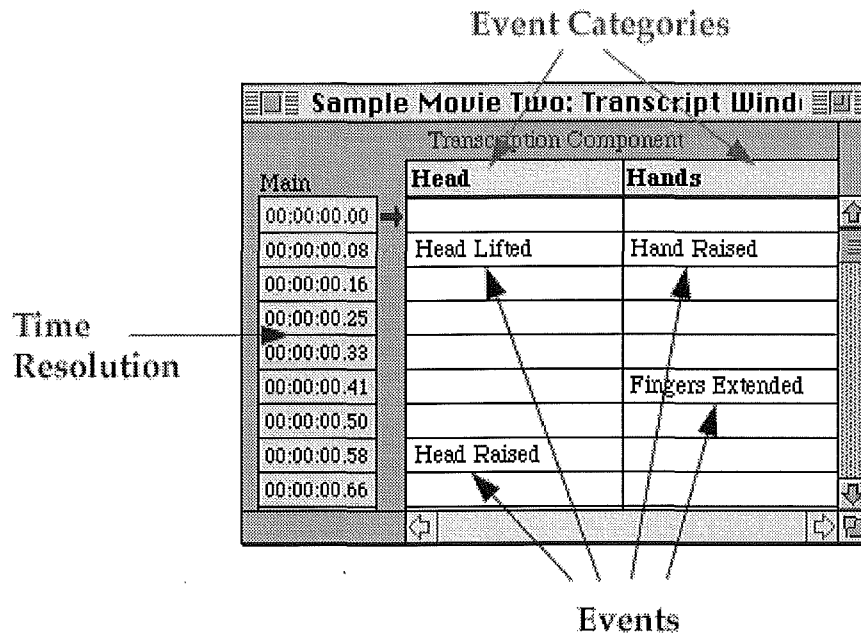 Event Categories
Sample Movie Two: Transcript Wind
Transcription Component
Main
Head
Hands
00:00:00.00
00:00:00.08
Head Lifted
Hand Raised
00:00:00.16
00:00:00.25
00:00:00.33
00:00:00.41
Fingers Extended
00:00:00.50
00:00:00.58
Head Raised
00:00:00.66
Time
Resolution
Events